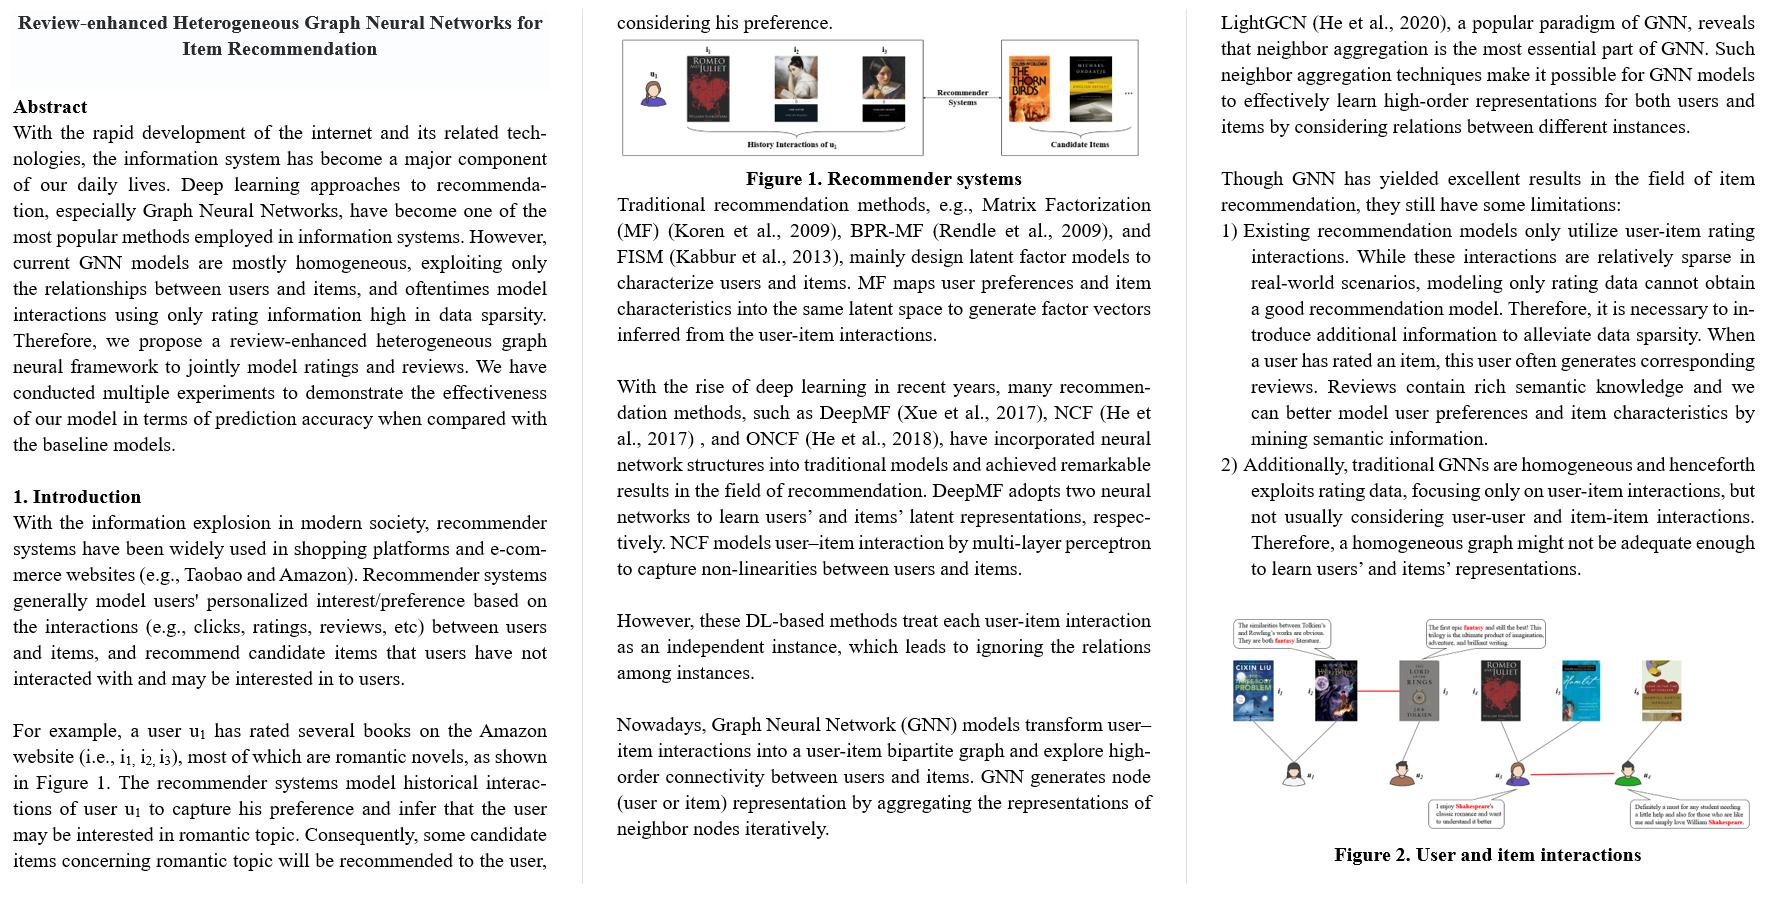 Review-enhanced Heterogeneous Graph Neural Networks for
Item Recommendation
Abstract
With the rapid development of the internet and its related tech-
nologies, the information system has become a major component
of our daily lives. Deep learning approaches to recommenda-
tion, especially Graph Neural Networks, have become one of the
most popular methods employed in information systems. However,
current GNN models are mostly homogeneous, exploiting only
the relationships between users and items, and oftentimes model
interactions using only rating information high in data sparsity.
Therefore, we propose a review-enhanced heterogeneous graph
neural framework to jointly model ratings and reviews. We have
conducted multiple experiments to demonstrate the effectiveness
of our model in terms of prediction accuracy when compared with
the baseline models.
1. Introduction
With the information explosion in modern society, recommender
systems have been widely used in shopping platforms and e-com-
merce websites (e.g., Taobao and Amazon). Recommender systems
generally model users' personalized interest/preference based on
the interactions (e.g., clicks, ratings, reviews, etc) between users
and items, and recommend candidate items that users have not
interacted with and may be interested in to users.
For example, a user u₁ has rated several books on the Amazon
website (i.e., i₁, i₂, i₃), most of which are romantic novels, as shown
in Figure 1. The recommender systems model historical interac-
tions of user u₁ to capture his preference and infer that the user
may be interested in romantic topic. Consequently, some candidate
items concerning romantic topic will be recommended to the user,
considering his preference.
i₁ i₂ i₃
u₁
ROMEO
AND JULIET
THE
THORN
BIRDS
MICHAEL
ONDAATJE
...
Recommender
Systems
History Interactions of u₁
Candidate Items
Figure 1. Recommender systems
Traditional recommendation methods, e.g., Matrix Factorization
(MF) (Koren et al., 2009), BPR-MF (Rendle et al., 2009), and
FISM (Kabbur et al., 2013), mainly design latent factor models to
characterize users and items. MF maps user preferences and item
characteristics into the same latent space to generate factor vectors
inferred from the user-item interactions.
With the rise of deep learning in recent years, many recommen-
dation methods, such as DeepMF (Xue et al., 2017), NCF (He et
al., 2017) , and ONCF (He et al., 2018), have incorporated neural
network structures into traditional models and achieved remarkable
results in the field of recommendation. DeepMF adopts two neural
networks to learn users’ and items’ latent representations, respec-
tively. NCF models user–item interaction by multi-layer perceptron
to capture non-linearities between users and items.
However, these DL-based methods treat each user-item interaction
as an independent instance, which leads to ignoring the relations
among instances.
Nowadays, Graph Neural Network (GNN) models transform user–
item interactions into a user-item bipartite graph and explore high-
order connectivity between users and items. GNN generates node
(user or item) representation by aggregating the representations of
neighbor nodes iteratively.
LightGCN (He et al., 2020), a popular paradigm of GNN, reveals
that neighbor aggregation is the most essential part of GNN. Such
neighbor aggregation techniques make it possible for GNN models
to effectively learn high-order representations for both users and
items by considering relations between different instances.
Though GNN has yielded excellent results in the field of item
recommendation, they still have some limitations:
1) Existing recommendation models only utilize user-item rating
interactions. While these interactions are relatively sparse in
real-world scenarios, modeling only rating data cannot obtain
a good recommendation model. Therefore, it is necessary to in-
troduce additional information to alleviate data sparsity. When
a user has rated an item, this user often generates corresponding
reviews. Reviews contain rich semantic knowledge and we
can better model user preferences and item characteristics by
mining semantic information.
2) Additionally, traditional GNNs are homogeneous and henceforth
exploits rating data, focusing only on user-item interactions, but
not usually considering user-user and item-item interactions.
Therefore, a homogeneous graph might not be adequate enough
to learn users’ and items’ representations.
The similarities between Tolkien's
and Rowling's works are obvious.
They are both fantasy literature.
The first epic fantasy and still the best! This
trilogy is the ultimate product of imagination,
adventure, and brilliant writing.
CIXIN LIU
THE THREE-BODY
PROBLEM
i₁
i₂
THE
LORD
OF THE
RINGS
J.R.R.
TOLKIEN
i₃
i₄
ROMEO
AND JULIET
i₅
Hamlet
i₆
u₁
u₂
u₃
u₄
I enjoy Shakespeare's
classic romance and want
to understand it better
Definitely a must for any student needing
a little help and also for those who are like
me and simply love William Shakespeare.
Figure 2. User and item interactions